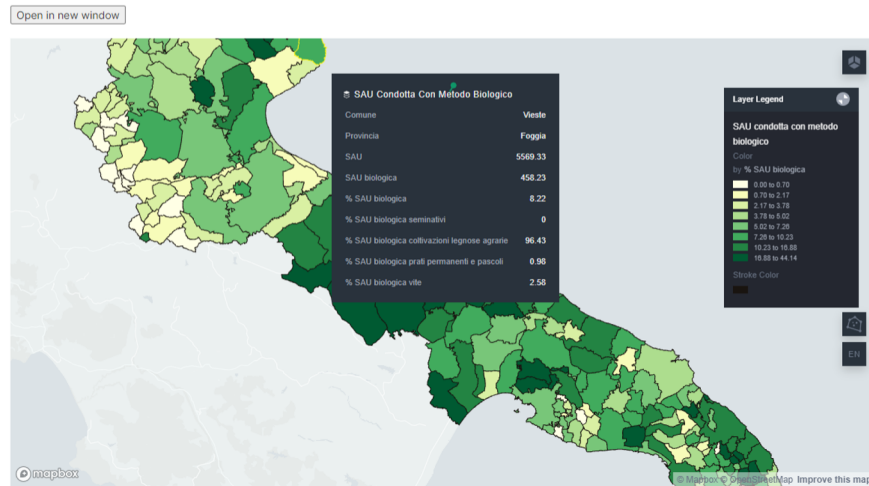 Open in new window
SAU Condotta Con Metodo Biologico
Comune Vieste
Provincia Foggia
SAU 5569.33
SAU biologica 458.23
% SAU biologica 8.22
% SAU biologica seminativi 0
% SAU biologica coltivazioni legnose agrarie 96.43
% SAU biologica prati permanenti e pascoli 0.98
% SAU biologica vite 2.58
Layer Legend
SAU condotta con metodo
biologico
Color
by % SAU biologica
0.00 to 0.70
0.70 to 2.17
2.17 to 3.78
3.78 to 5.02
5.02 to 7.26
7.26 to 10.23
10.23 to 16.88
16.88 to 44.14
Stroke Color
EN
mapbox
© Mapbox © OpenStreetMap Improve this map